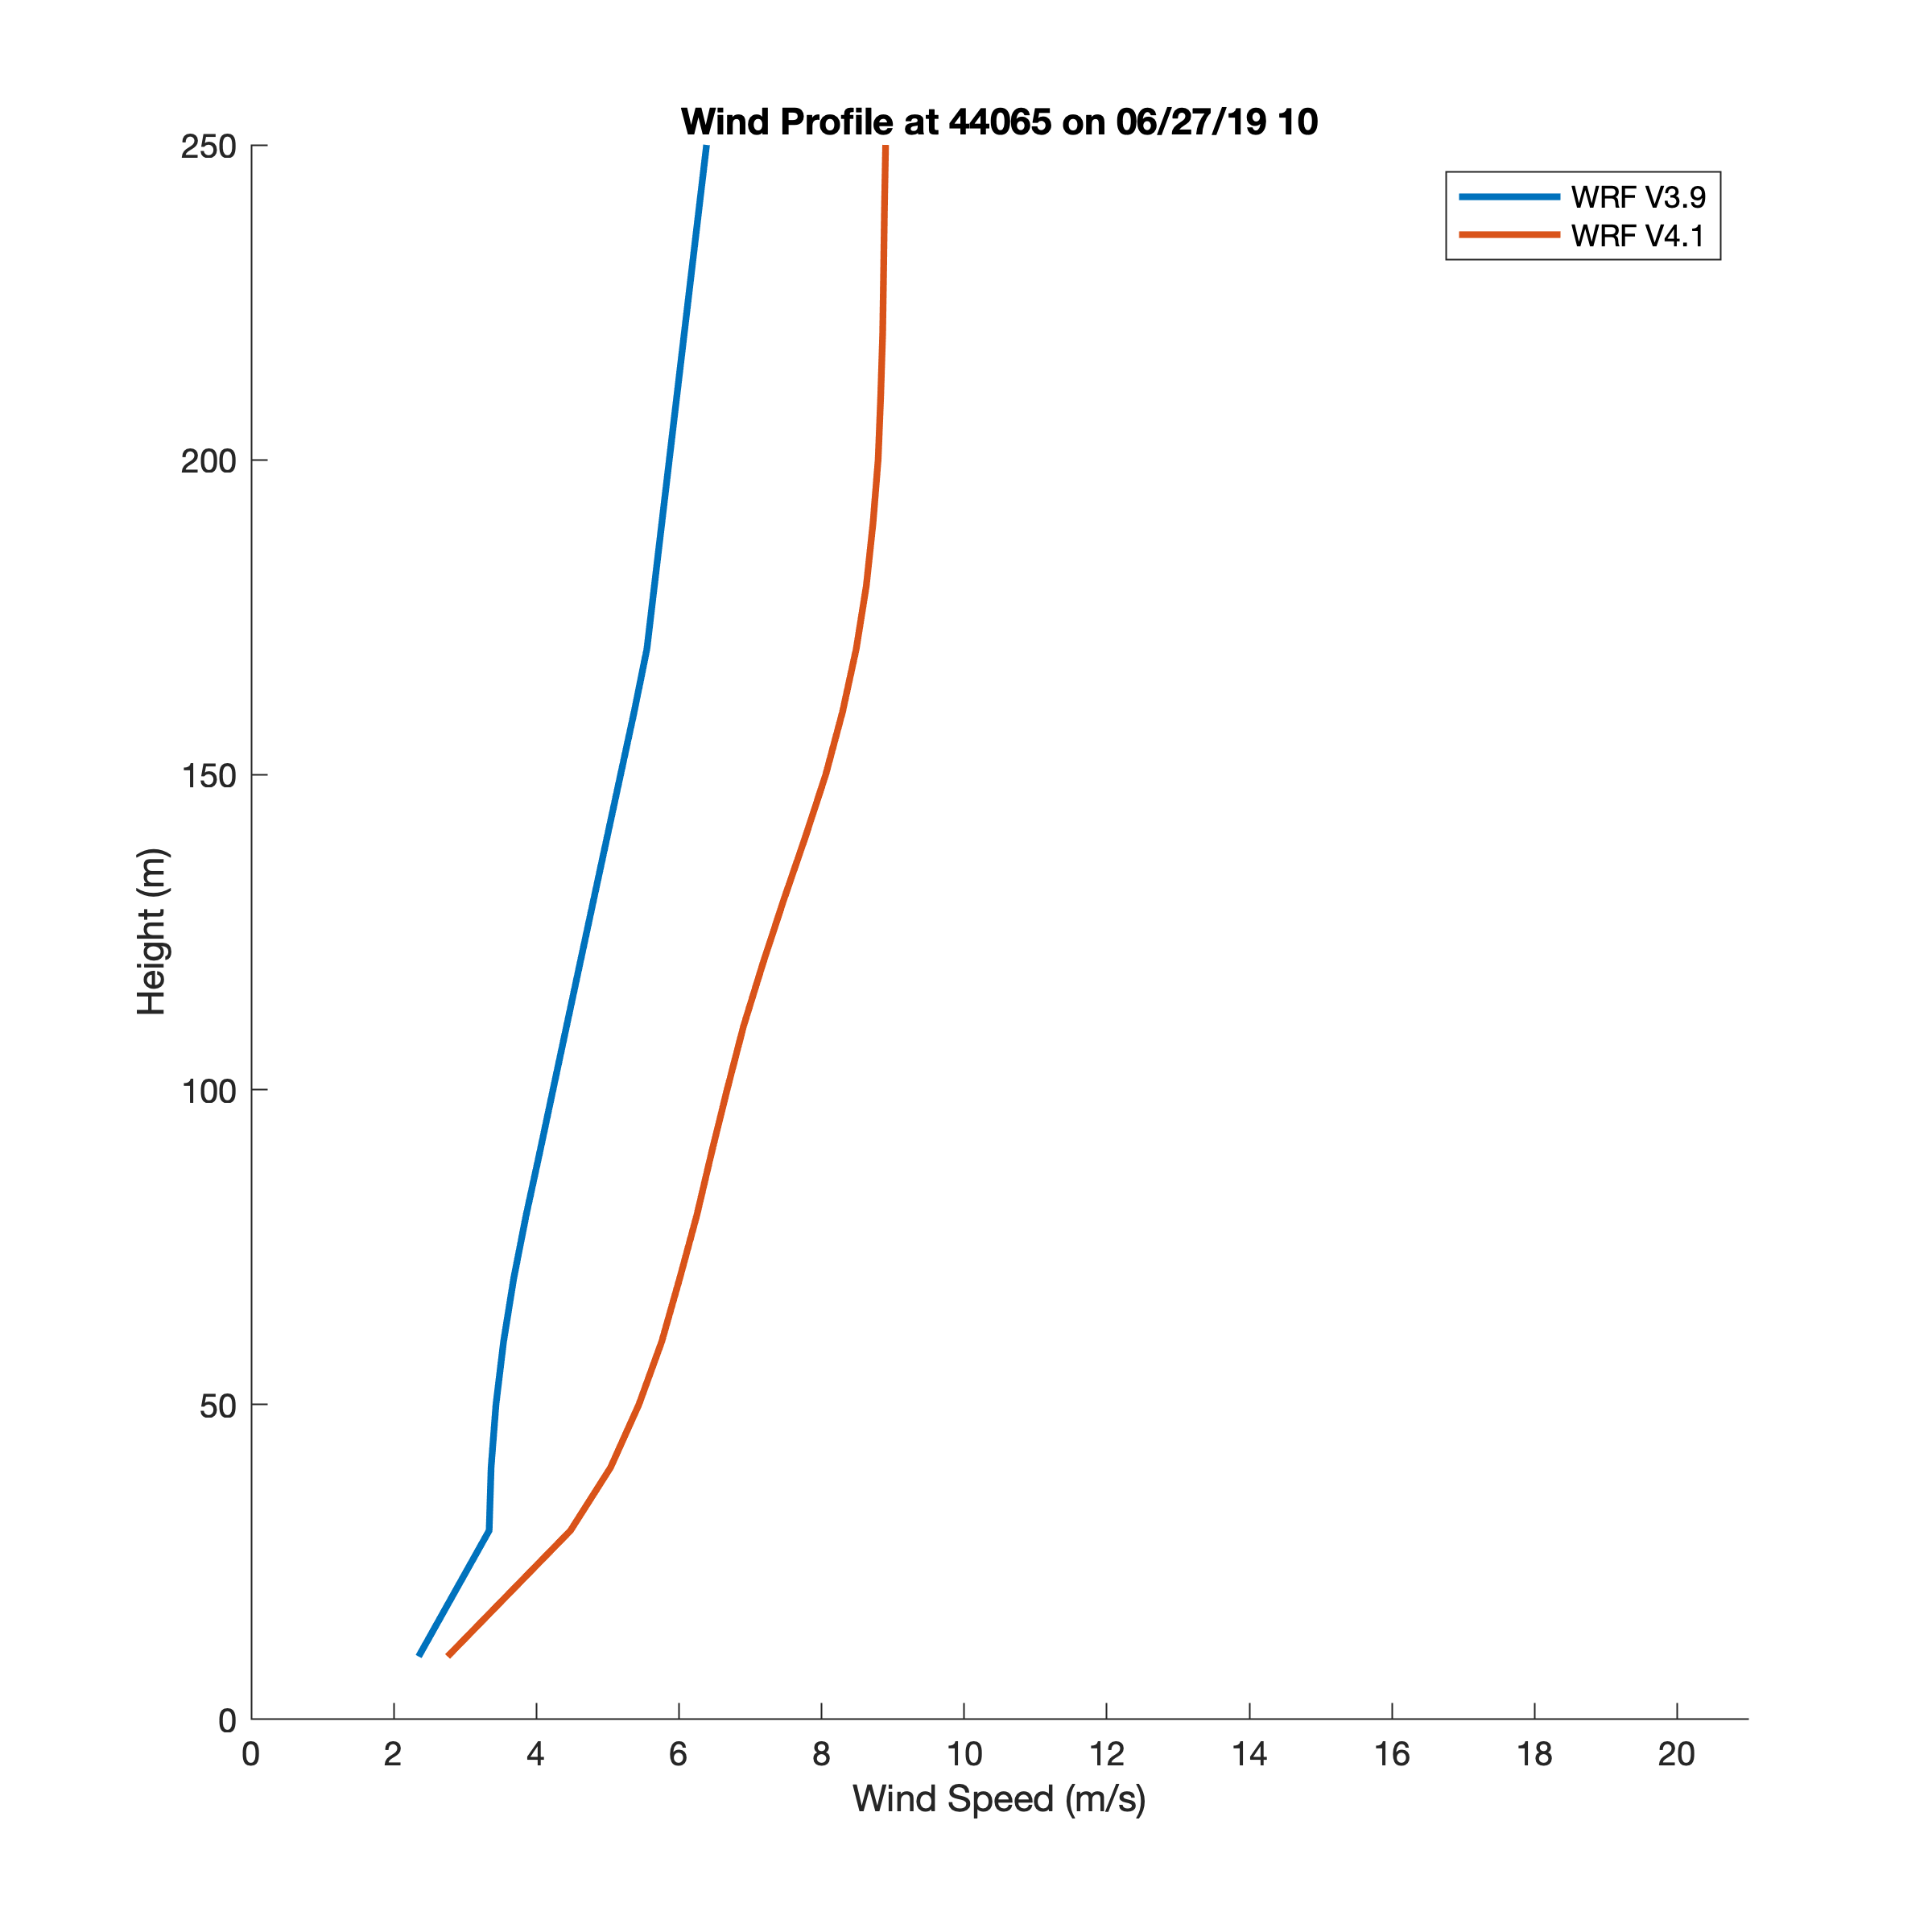 Wind Profile at 44065 on 06/27/19 10
WRF V3.9
WRF V4.1
250
200
150
100
50
0
Height (m)
0 2 4 6 8 10 12 14 16 18 20
Wind Speed (m/s)